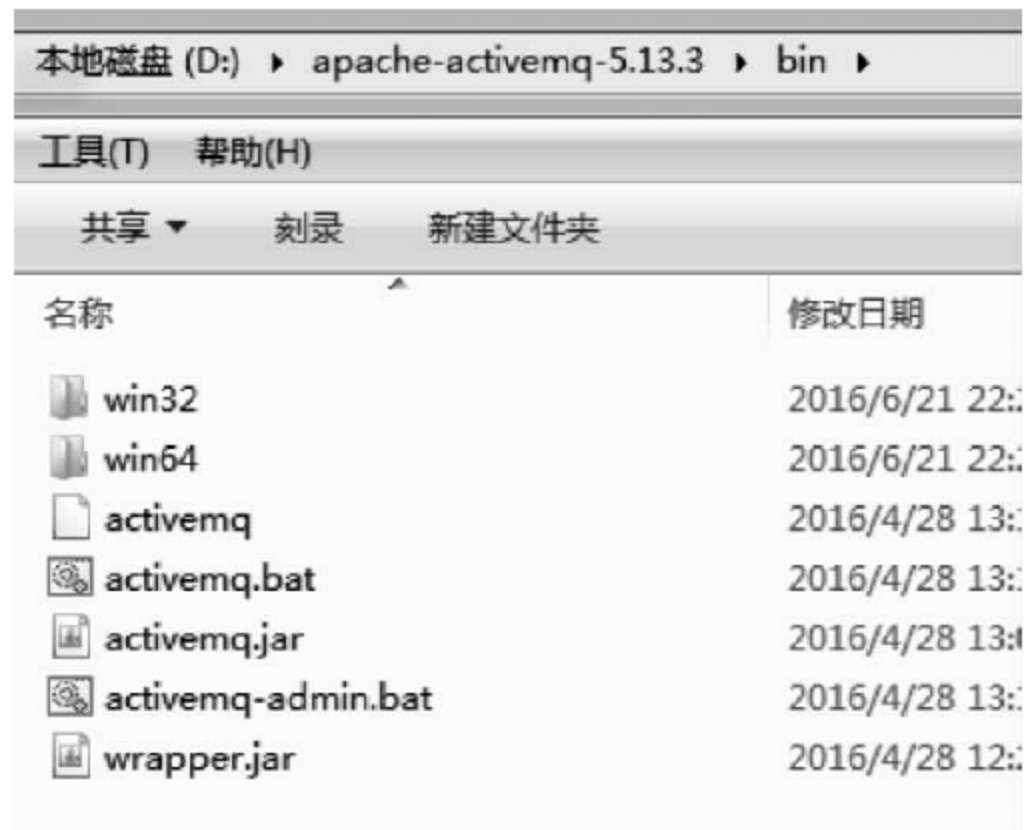 本地磁盘 (D:) ▸ apache-activemq-5.13.3 ▸ bin ▸
工具(T) 帮助(H)
共享 ▾ 刻录 新建文件夹
名称 修改日期
win32 2016/6/21 22:
win64 2016/6/21 22:
activemq 2016/4/28 13:
activemq.bat 2016/4/28 13:
activemq.jar 2016/4/28 13:
activemq-admin.bat 2016/4/28 13:
wrapper.jar 2016/4/28 12: